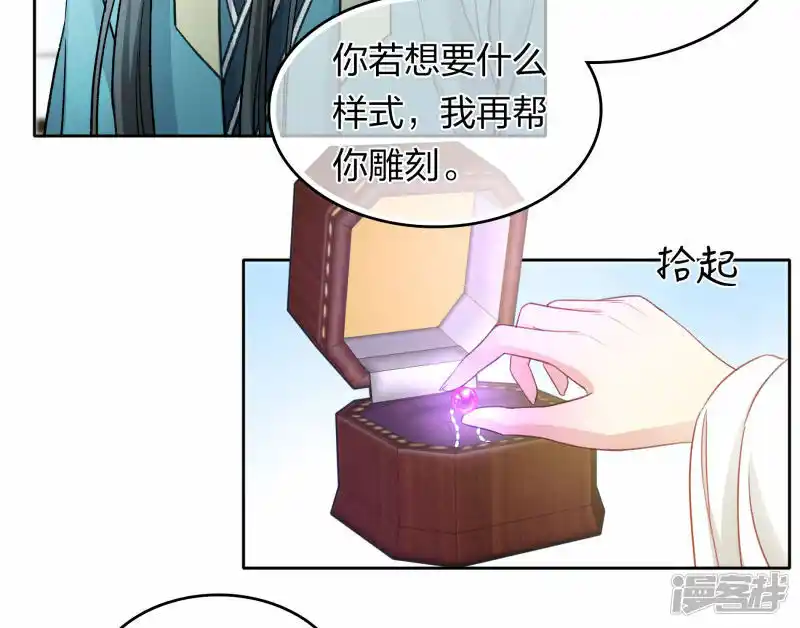 你若想要什么
样式，我再帮
你雕刻。
拾起
漫客栈